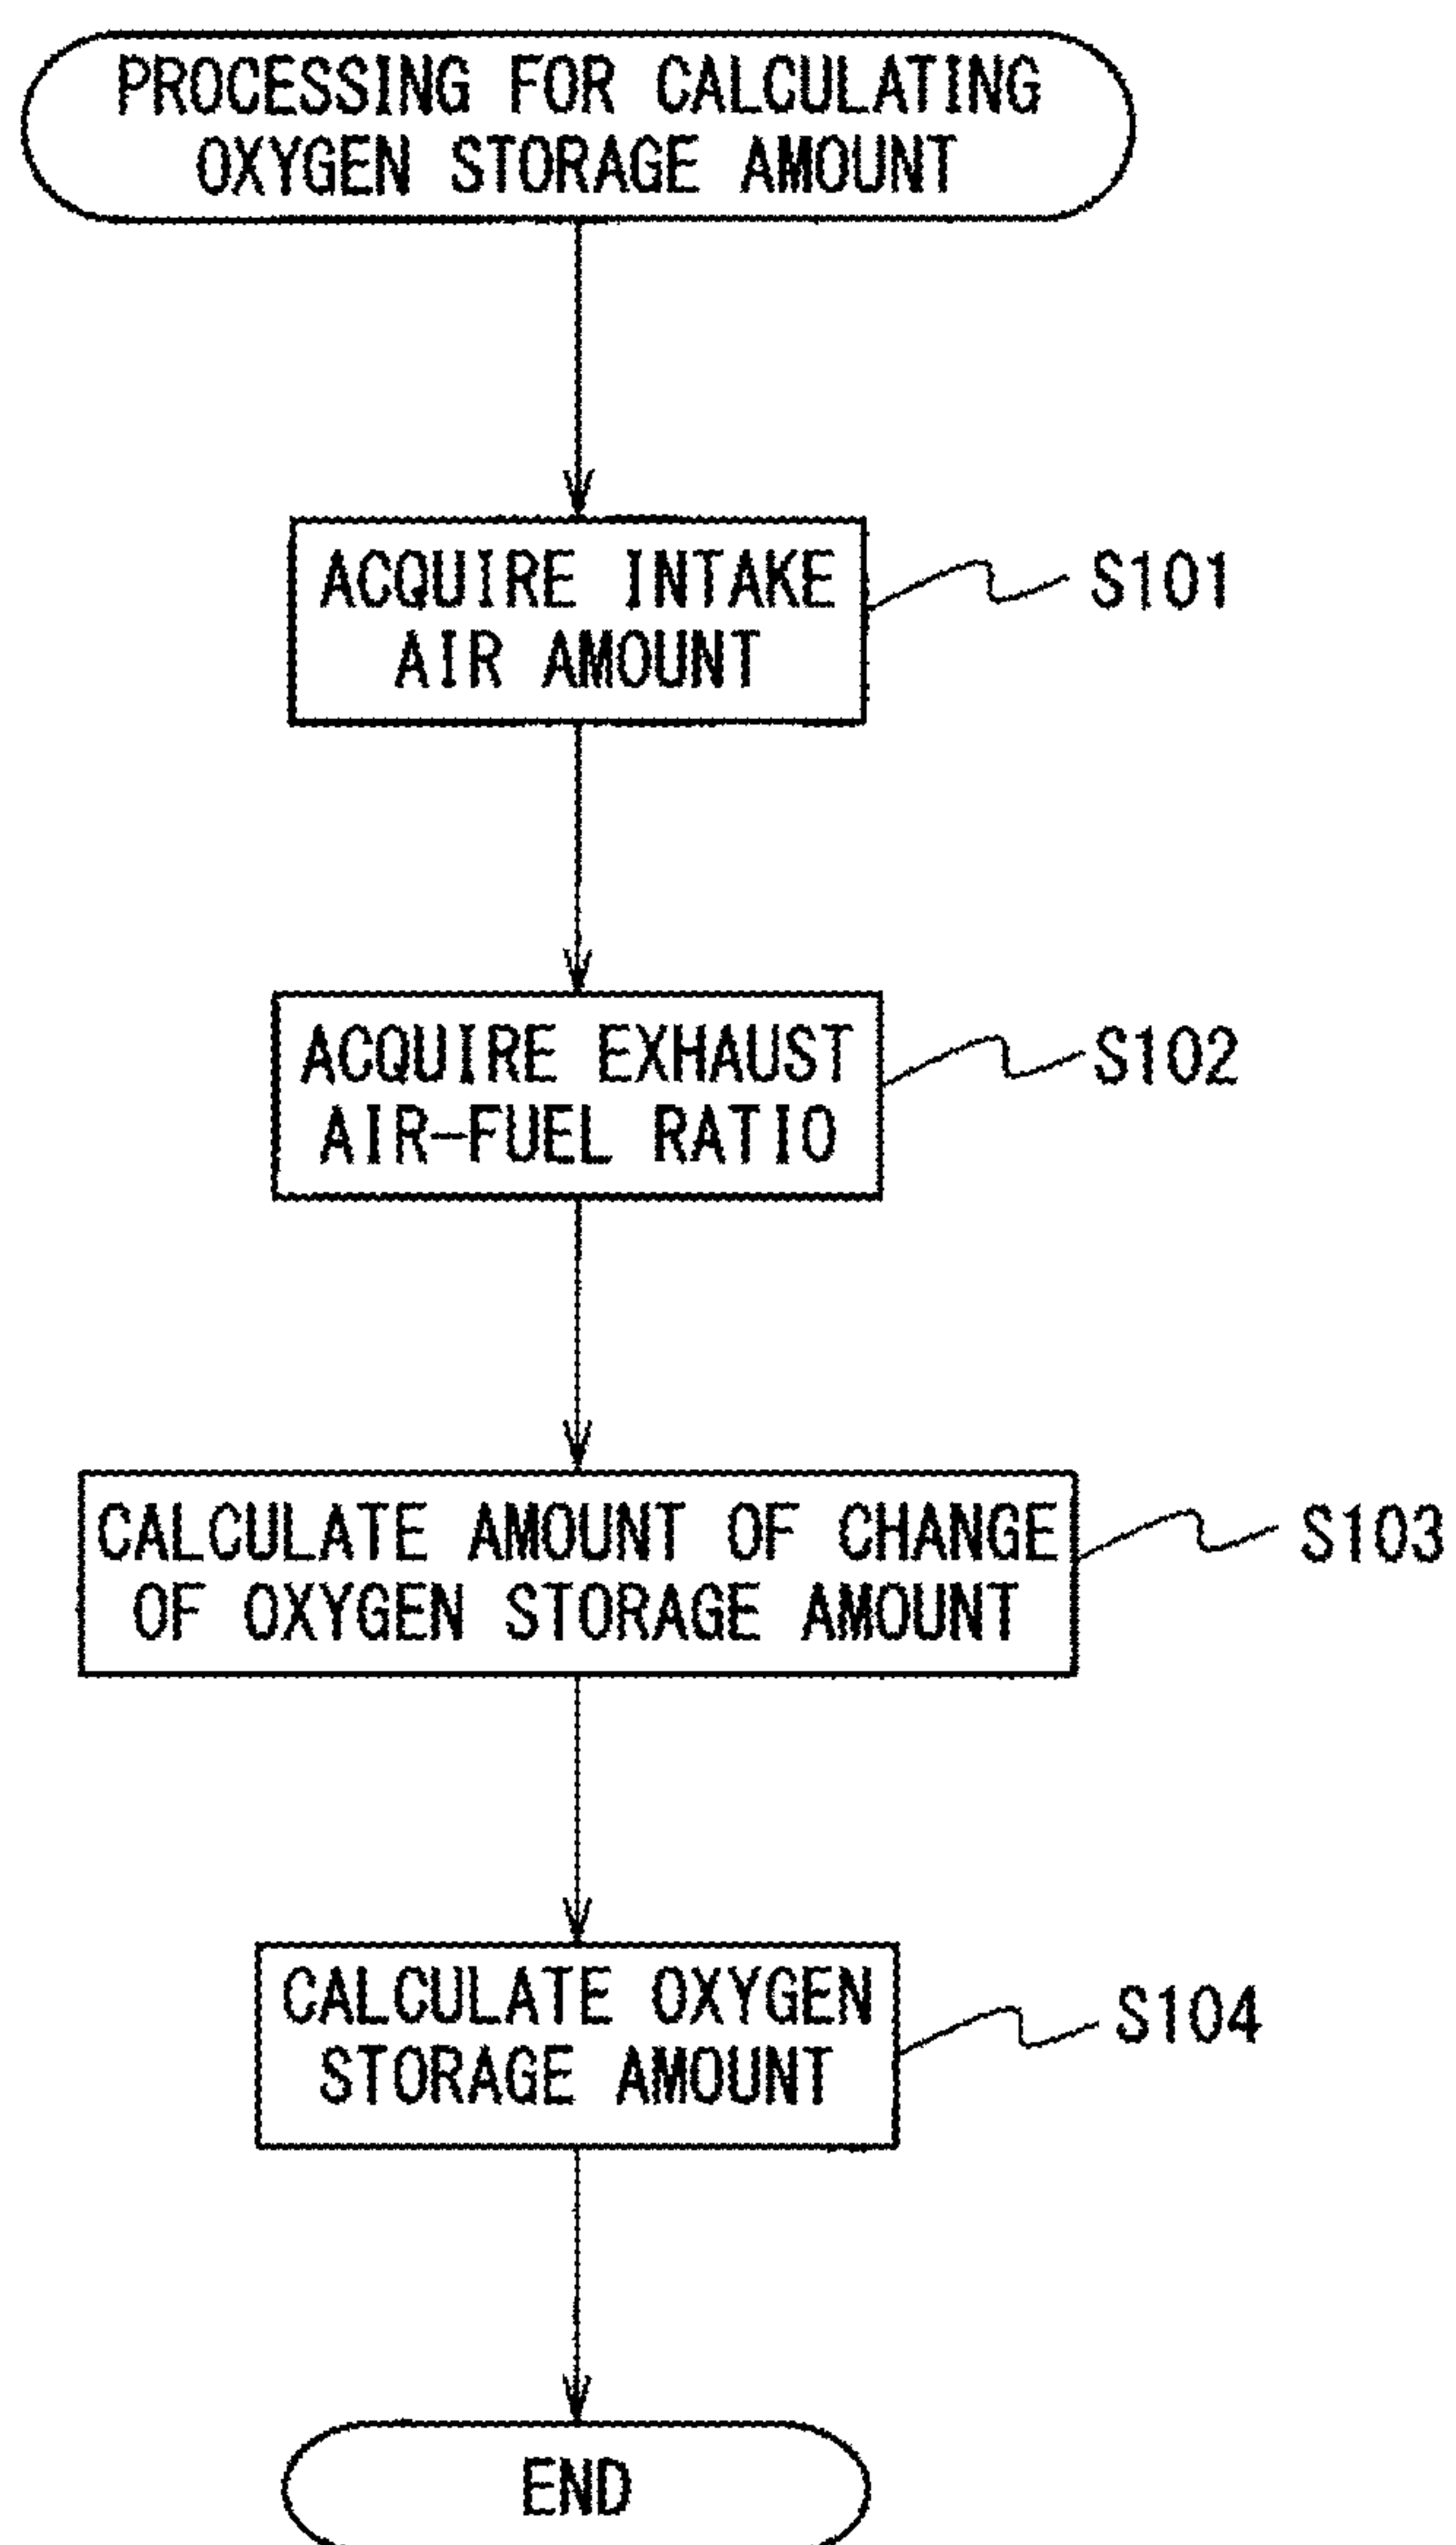 PROCESSING FOR CALCULATING
OXYGEN STORAGE AMOUNT
ACQUIRE INTAKE
AIR AMOUNT
S101
ACQUIRE EXHAUST
AIR-FUEL RATIO
S102
CALCULATE AMOUNT OF CHANGE
OF OXYGEN STORAGE AMOUNT
S103
CALCULATE OXYGEN
STORAGE AMOUNT
S104
END